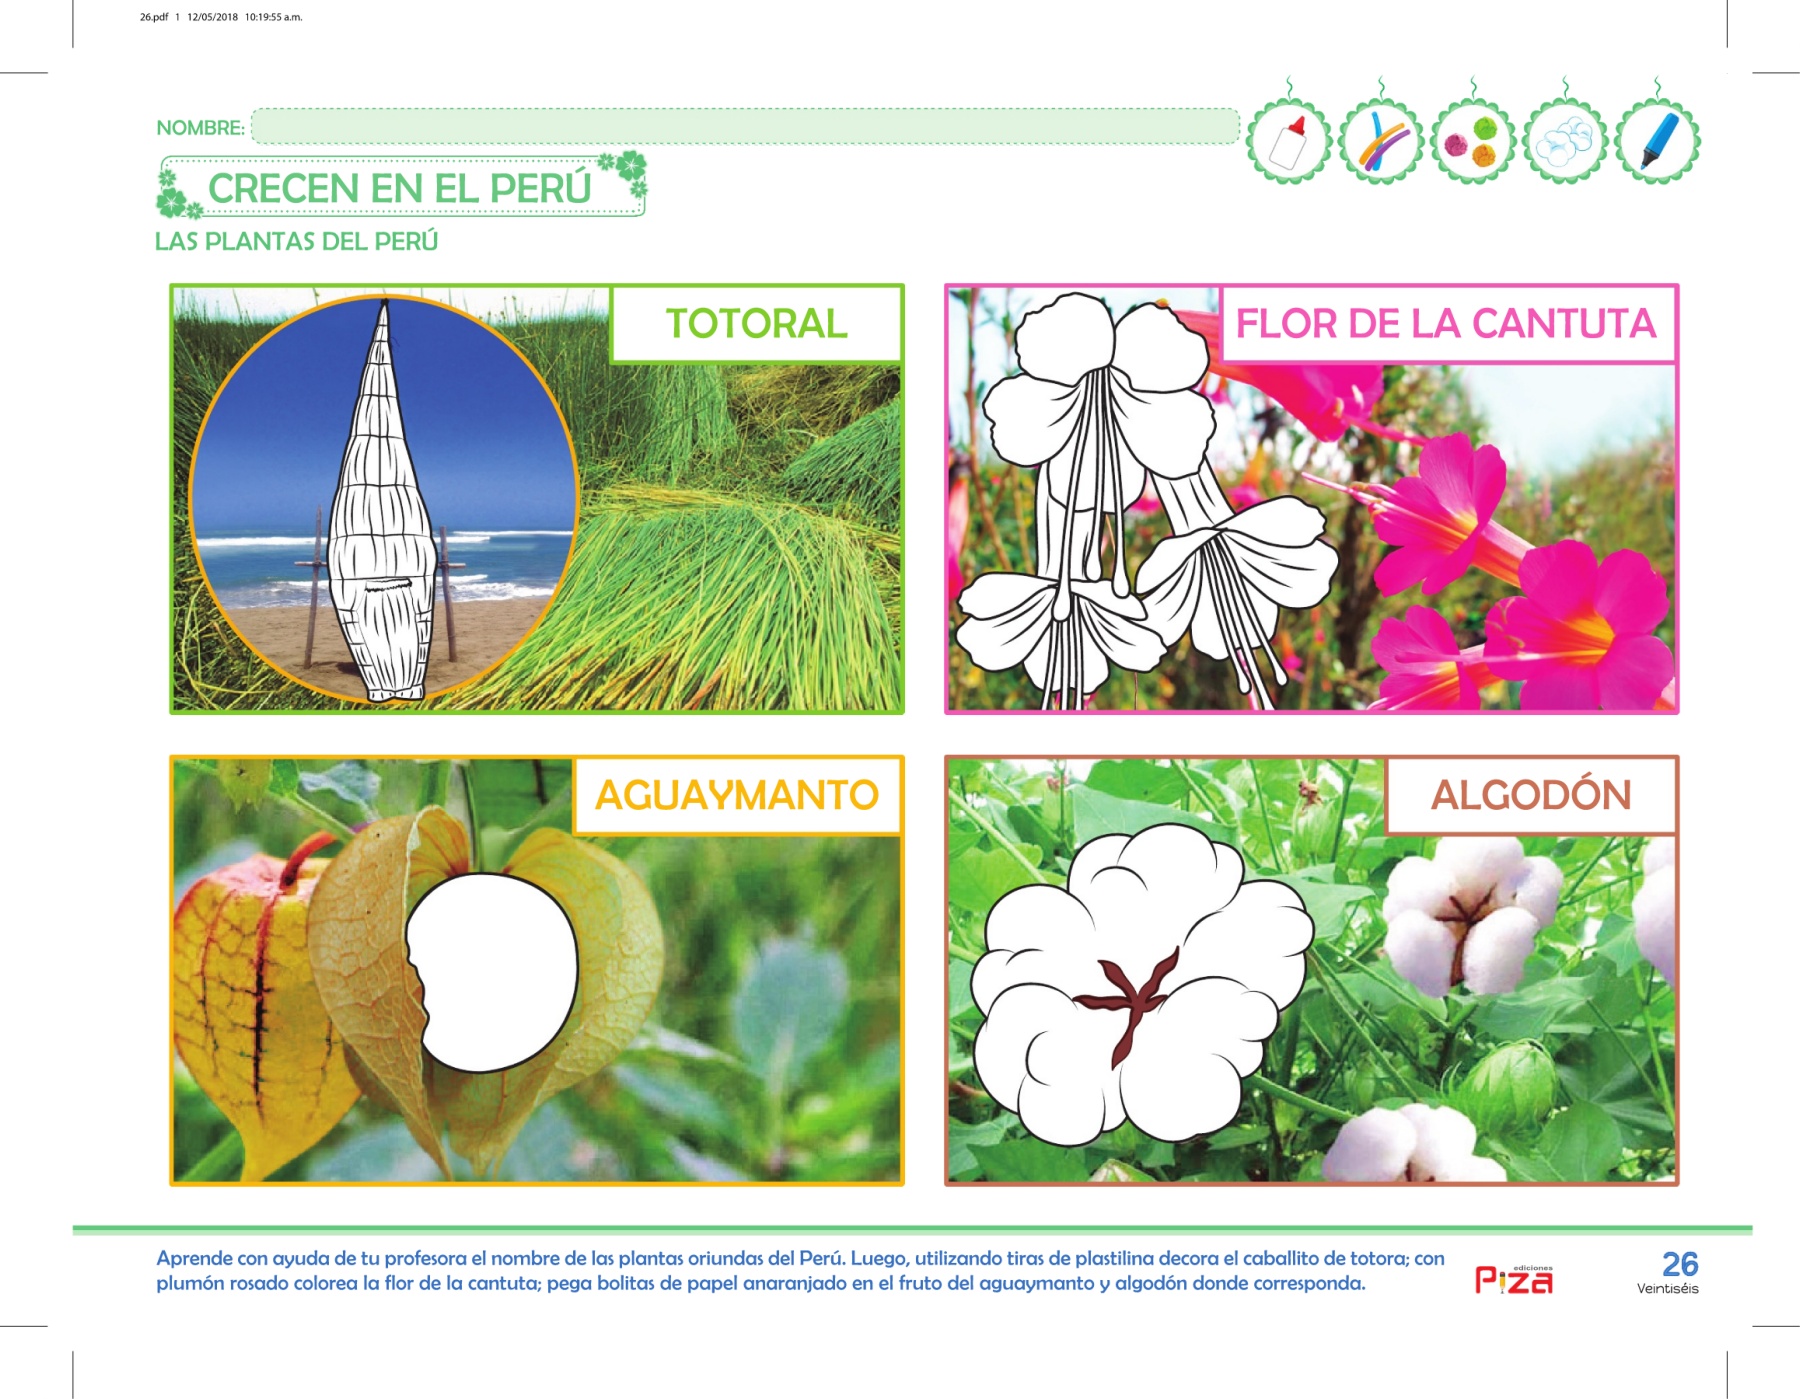 26.pdf 1 12/05/2018 10:19:55 a.m.
NOMBRE:
CRECEN EN EL PERÚ
LAS PLANTAS DEL PERÚ
TOTORAL
FLOR DE LA CANTUTA
AGUAYMANTO
ALGODÓN
Aprende con ayuda de tu profesora el nombre de las plantas oriundas del Perú. Luego, utilizando tiras de plastilina decora el caballito de totora; con
plumón rosado colorea la flor de la cantuta; pega bolitas de papel anaranjado en el fruto del aguaymanto y algodón donde corresponda.
ediciones
Piza
26
Veintiséis